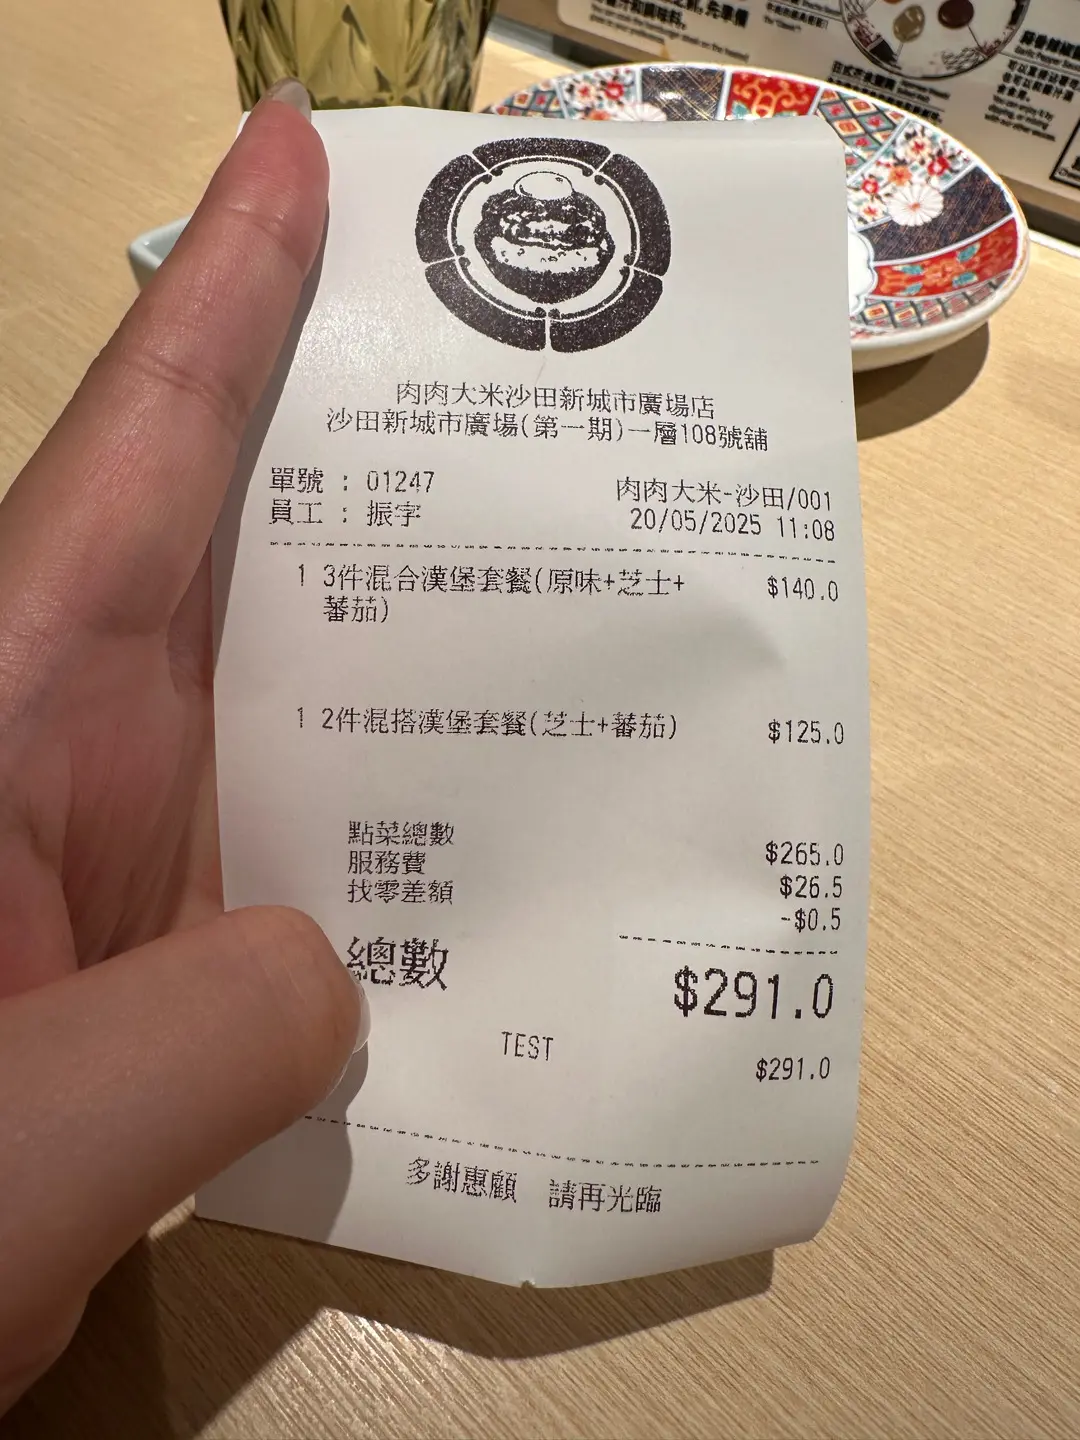 肉肉大米沙田新城市廣場店
沙田新城市廣場(第一期)一層108號舖
單號 : 01247
肉肉大米-沙田/001
員工 : 振宇
20/05/2025 11:08
1 3件混合漢堡套餐(原味+芝士+ $140.0
蕃茄)
1 2件混搭漢堡套餐(芝士+蕃茄) $125.0
點菜總數 $265.0
服務費 $26.5
找零差額 -$0.5
總數 $291.0
TEST $291.0
多謝惠顧 請再光臨